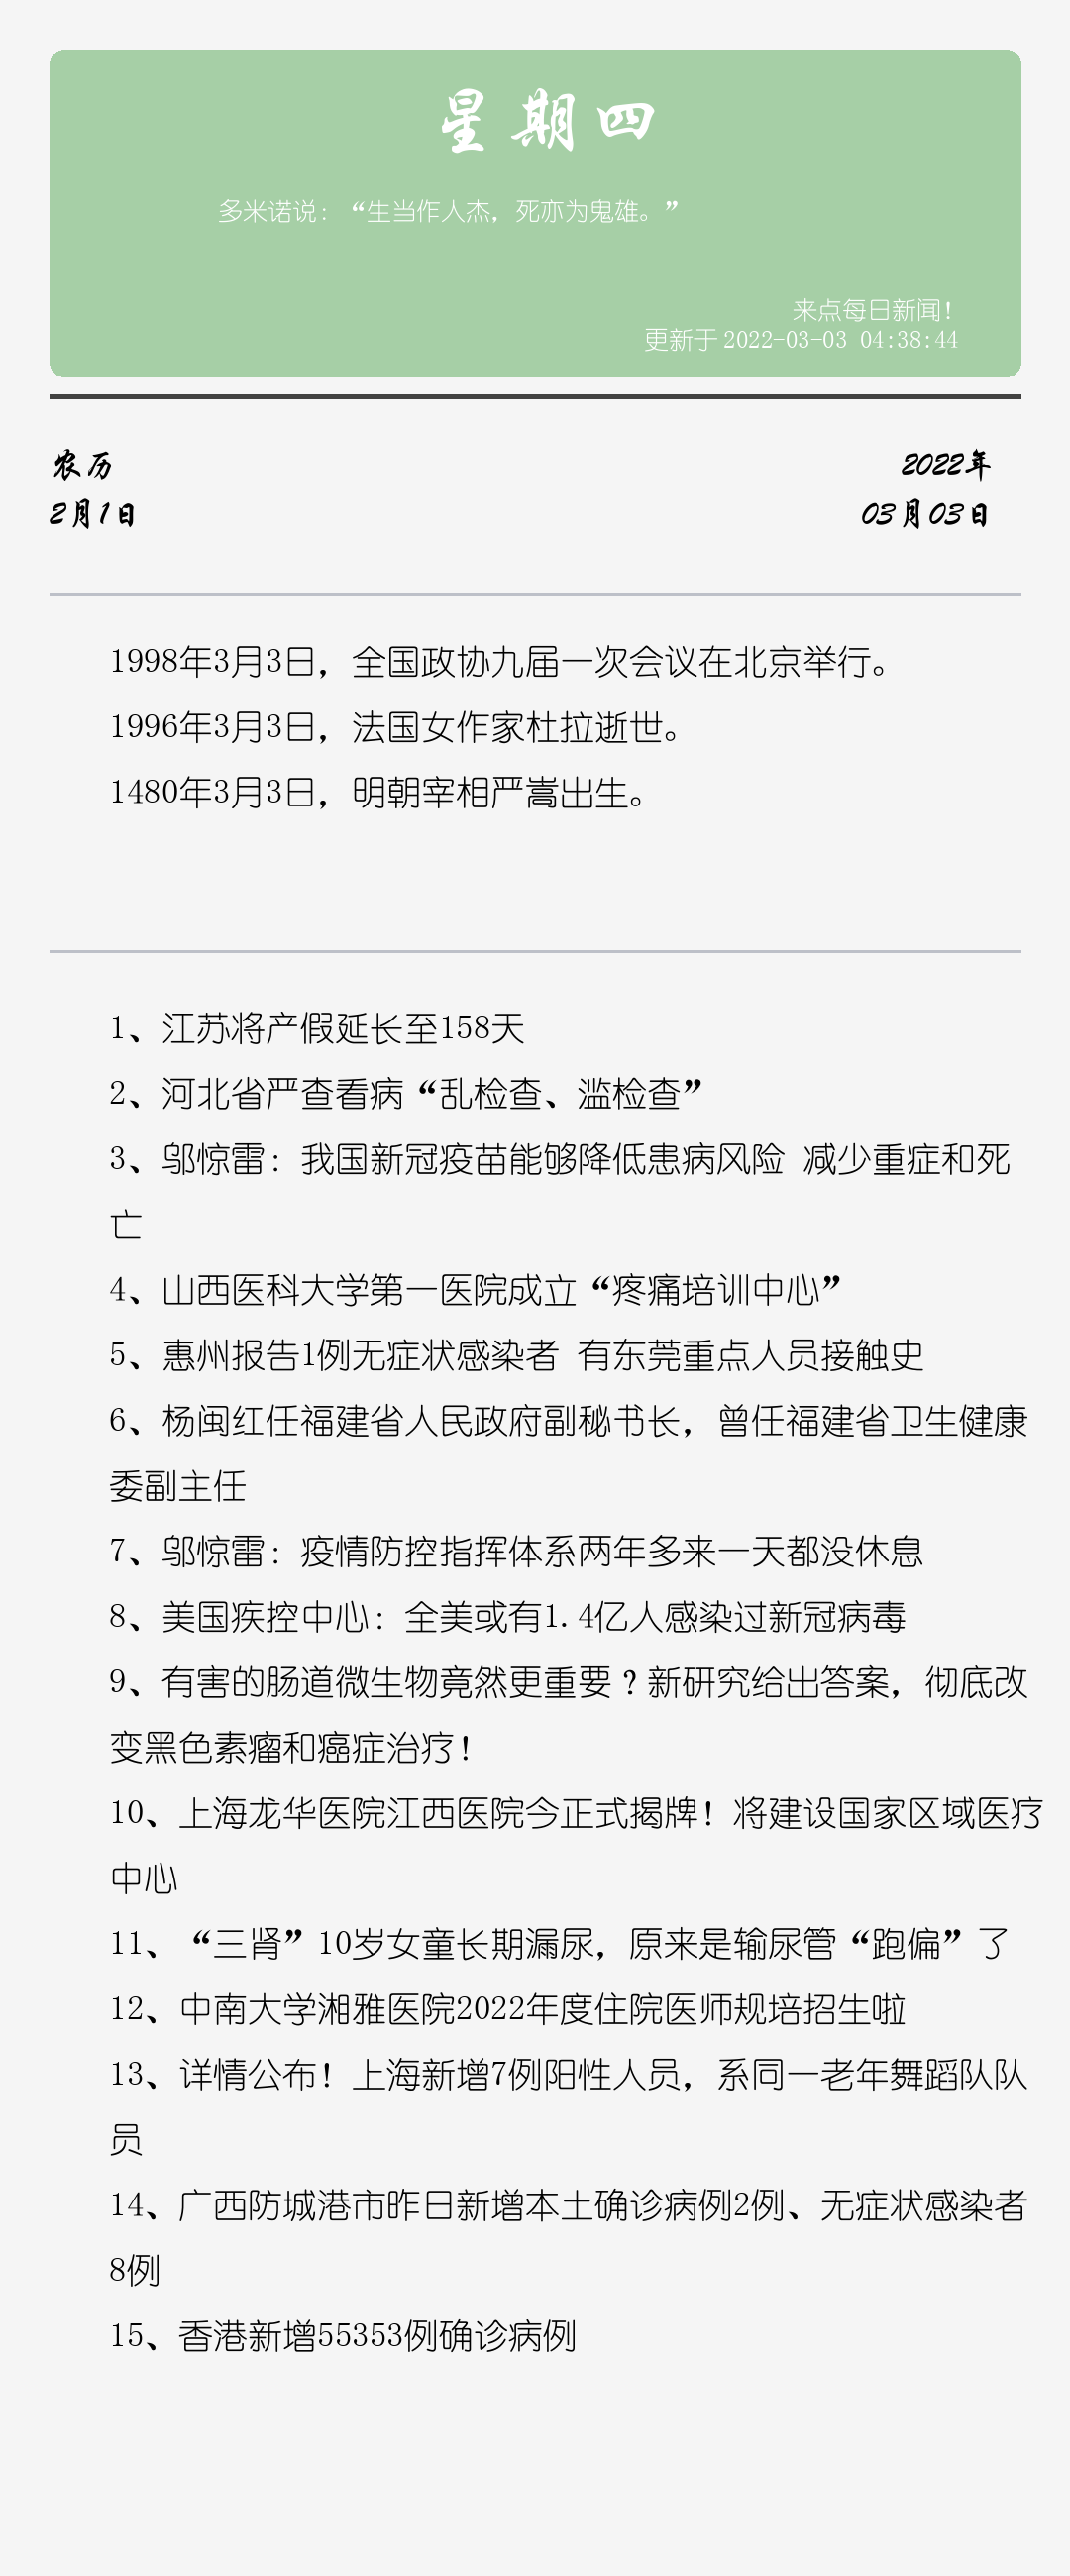 星期四
多米诺说：“生当作人杰，死亦为鬼雄。”
来点每日新闻！
更新于 2022-03-03 04:38:44
农历
2月1日
2022年
03月03日
1998年3月3日，全国政协九届一次会议在北京举行。
1996年3月3日，法国女作家杜拉逝世。
1480年3月3日，明朝宰相严嵩出生。
1、江苏将产假延长至158天
2、河北省严查看病“乱检查、滥检查”
3、邬惊雷：我国新冠疫苗能够降低患病风险 减少重症和死
亡
4、山西医科大学第一医院成立“疼痛培训中心”
5、惠州报告1例无症状感染者 有东莞重点人员接触史
6、杨闽红任福建省人民政府副秘书长，曾任福建省卫生健康
委副主任
7、邬惊雷：疫情防控指挥体系两年多来一天都没休息
8、美国疾控中心：全美或有1.4亿人感染过新冠病毒
9、有害的肠道微生物竟然更重要？新研究给出答案，彻底改
变黑色素瘤和癌症治疗！
10、上海龙华医院江西医院今正式揭牌！将建设国家区域医疗
中心
11、“三肾”10岁女童长期漏尿，原来是输尿管“跑偏”了
12、中南大学湘雅医院2022年度住院医师规培招生啦
13、详情公布！上海新增7例阳性人员，系同一老年舞蹈队队
员
14、广西防城港市昨日新增本土确诊病例2例、无症状感染者
8例
15、香港新增55353例确诊病例